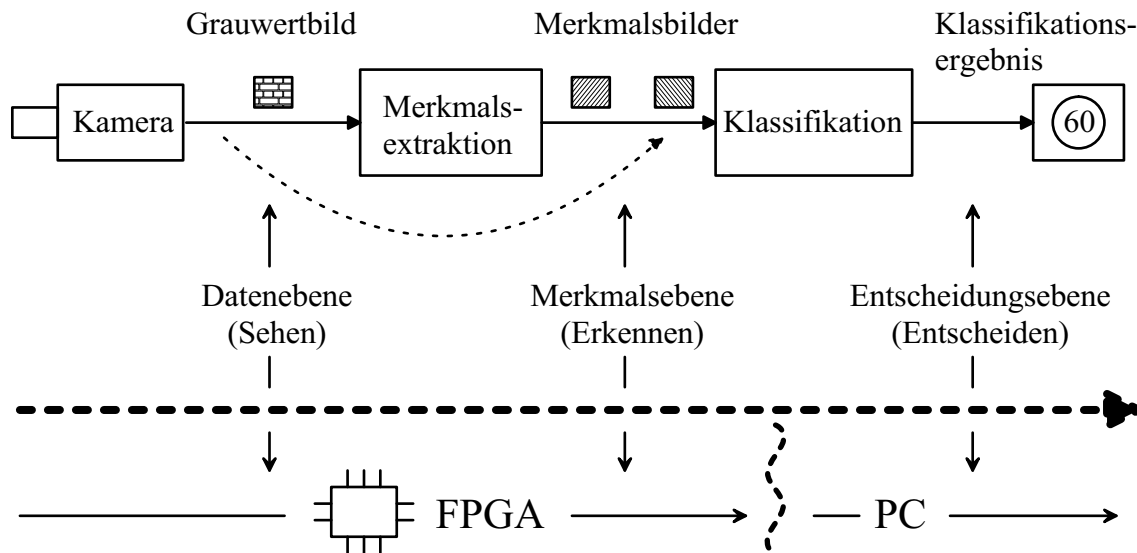 Grauwertbild
Merkmalsbilder
Klassifikations-
ergebnis
Kamera
Merkmals-
extraktion
Klassifikation
60
Datenebene
(Sehen)
Merkmalsebene
(Erkennen)
Entscheidungsebene
(Entscheiden)
FPGA
PC